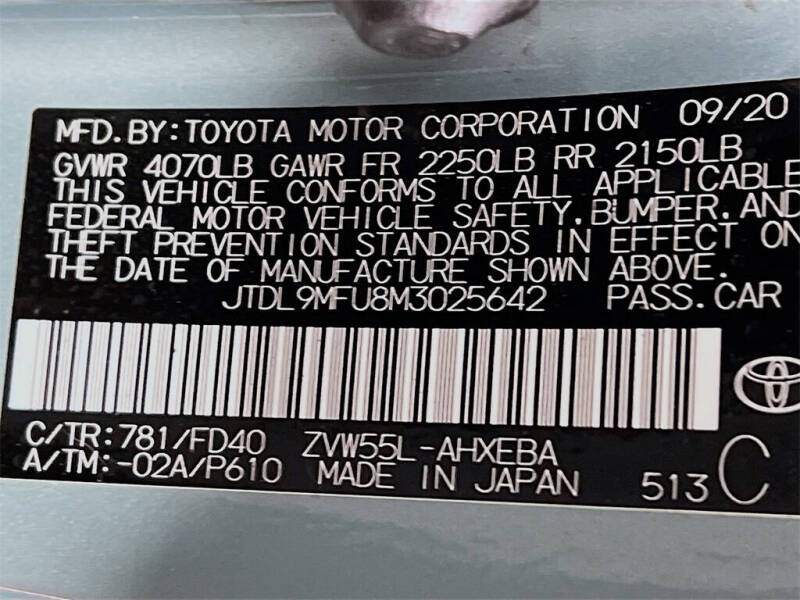 MFD.BY:TOYOTA MOTOR CORPORATION 09/20
GVWR 4070LB GAWR FR 2250LB RR 2150LB
THIS VEHICLE CONFORMS TO ALL APPLICABLE
FEDERAL MOTOR VEHICLE SAFETY,BUMPER,AND
THEFT PREVENTION STANDARDS IN EFFECT ON
THE DATE OF MANUFACTURE SHOWN ABOVE.
JTDL9MFU8M3025642 PASS.CAR
C/TR:781/FD40 ZVW55L-AHXEBA
A/TM:-02A/P610 MADE IN JAPAN 513 C